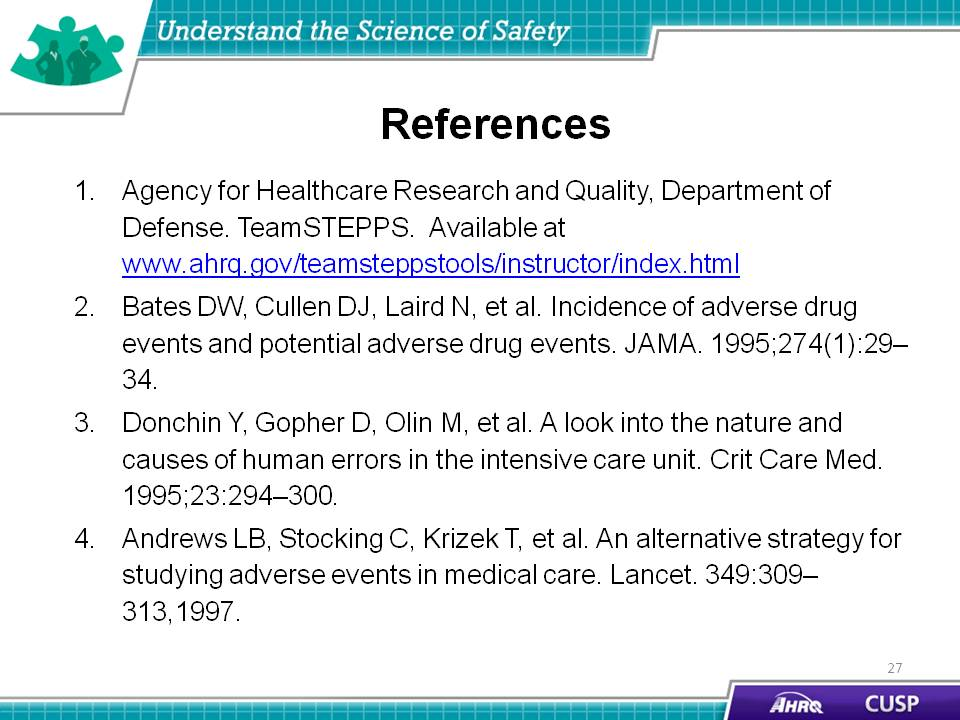 Understand the Science of Safety
References
1. Agency for Healthcare Research and Quality, Department of
Defense. TeamSTEPPS.  Available at
www.ahrq.gov/teamsteppstools/instructor/index.html
2. Bates DW, Cullen DJ, Laird N, et al. Incidence of adverse drug
events and potential adverse drug events. JAMA. 1995;274(1):29–
34.
3. Donchin Y, Gopher D, Olin M, et al. A look into the nature and
causes of human errors in the intensive care unit. Crit Care Med.
1995;23:294–300.
4. Andrews LB, Stocking C, Krizek T, et al. An alternative strategy for
studying adverse events in medical care. Lancet. 349:309–
313,1997.
27
AHRQ CUSP